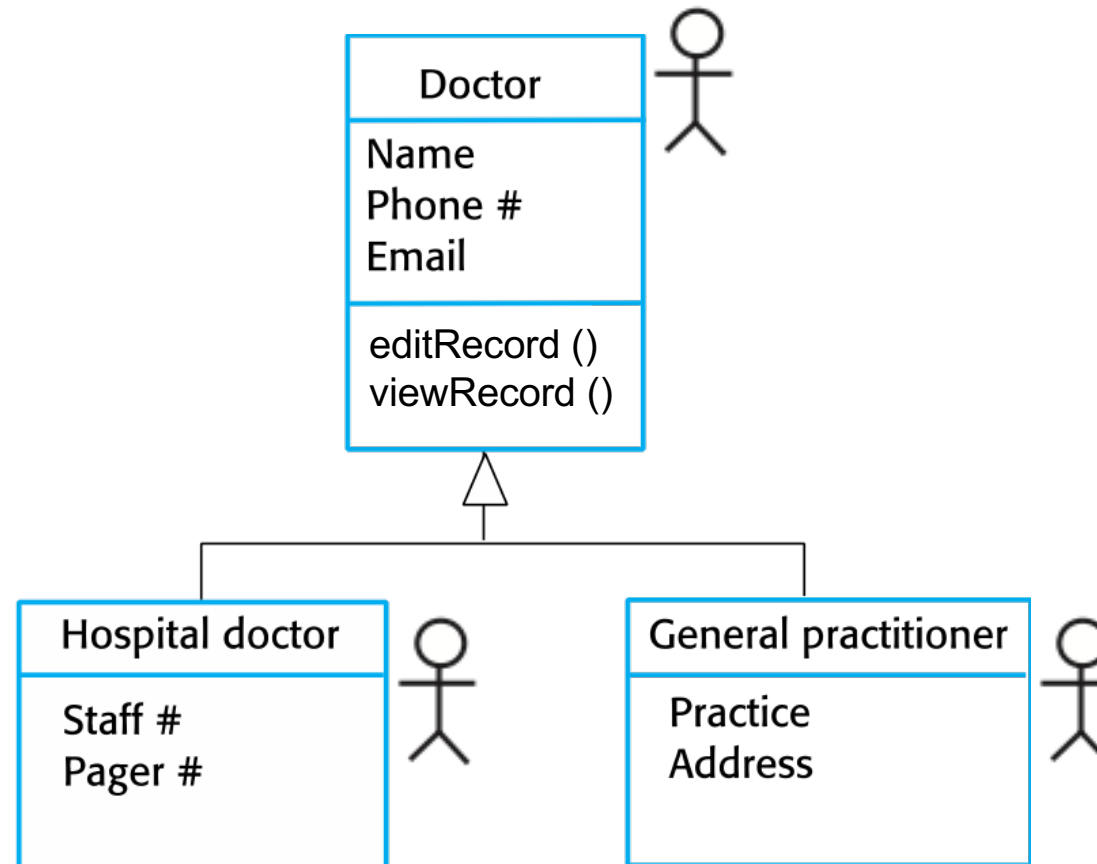 Doctor
Name
Phone #
Email
editRecord ()
viewRecord ()
Hospital doctor
Staff #
Pager #
General practitioner
Practice
Address